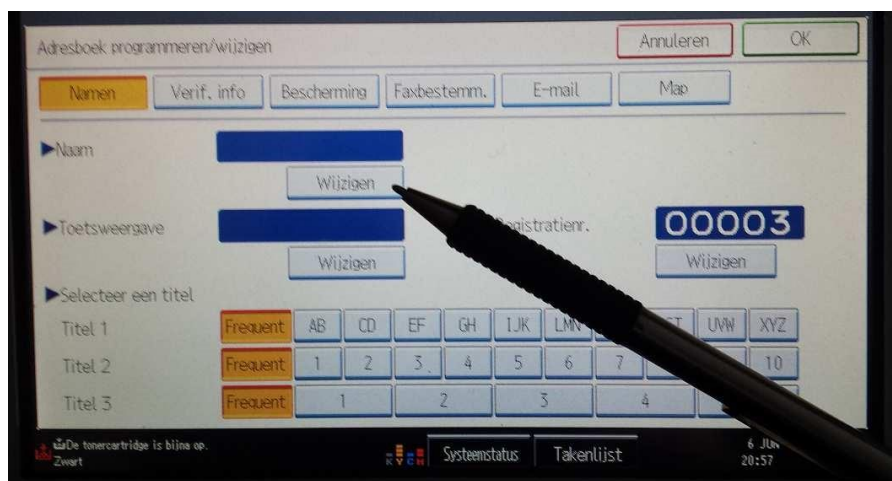 Adresboek programmeren/wijzigen Annuleren OK
Namen Verif. info Bescherming Faxbestemm. E-mail Map
Naam
Wijzigen
Toetsweergave Registratienr. 00003
Wijzigen Wijzigen
Selecteer een titel
Titel 1 Frequent AB CD EF GH IJK LMN ST UVW XYZ
Titel 2 Frequent 1 2 3 4 5 6 7 10
Titel 3 Frequent 1 2 3 4
De tonercartridge is bijna op.
Zwart K Y C M Systeemstatus Takenlijst
6 JUN
20:57